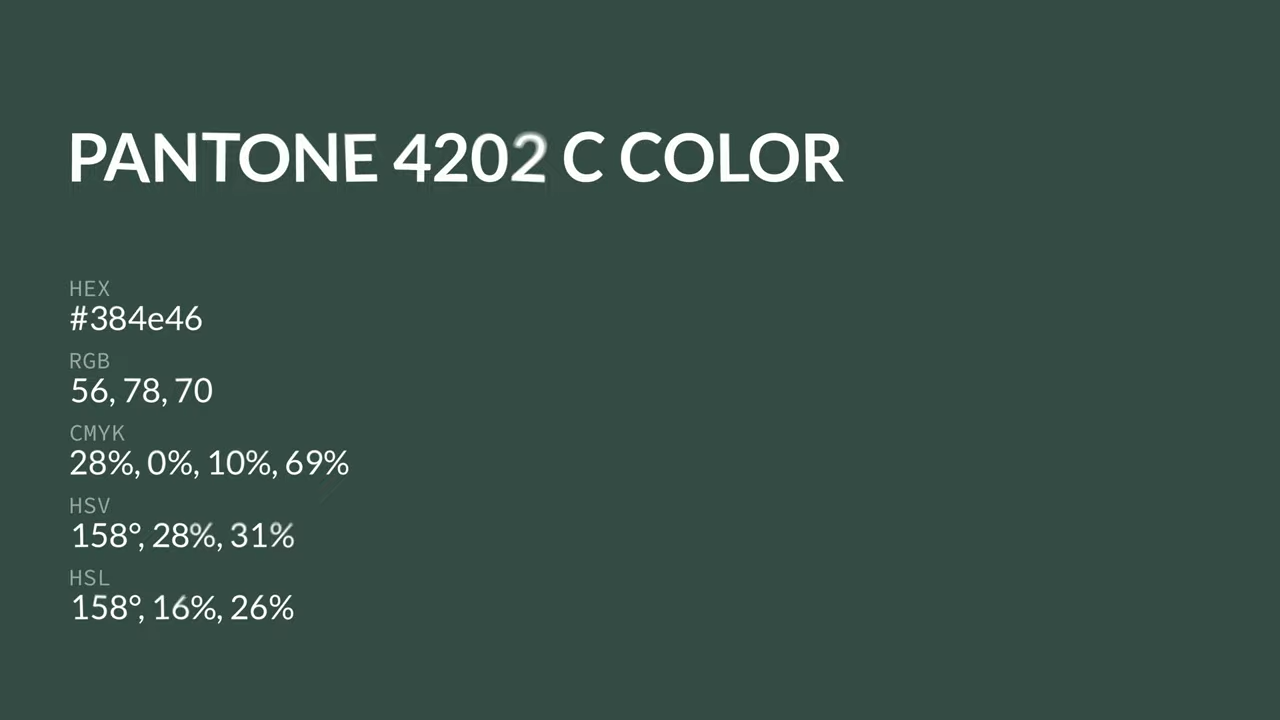 PANTONE 4202 C COLOR
HEX
#384e46
RGB
56, 78, 70
CMYK
28%, 0%, 10%, 69%
HSV
158°, 28%, 31%
HSL
158°, 16%, 26%